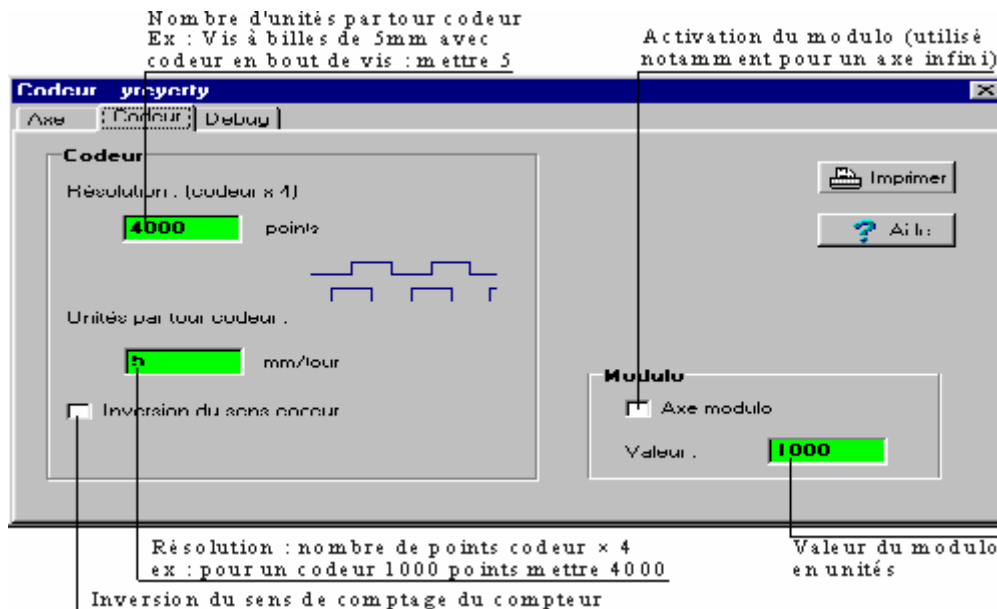 Nombre d'unités par tour codeur
Ex : Vis à billes de 5mm avec
codeur en bout de vis : mettre 5
Activation du modulo (utilisé
notamment pour un axe infini)
Codeur yreyerty
Axe Codeur Debug
Codeur
Résolution : (codeur x 4)
4000 points
Imprimer
Aide
Unités par tour codeur :
5 mm/tour
Inversion du sens codeur
Modulo
Axe modulo
Valeur : 1000
Résolution : nombre de points codeur × 4
ex : pour un codeur 1000 points mettre 4000
Valeur du modulo
en unités
Inversion du sens de comptage du compteur